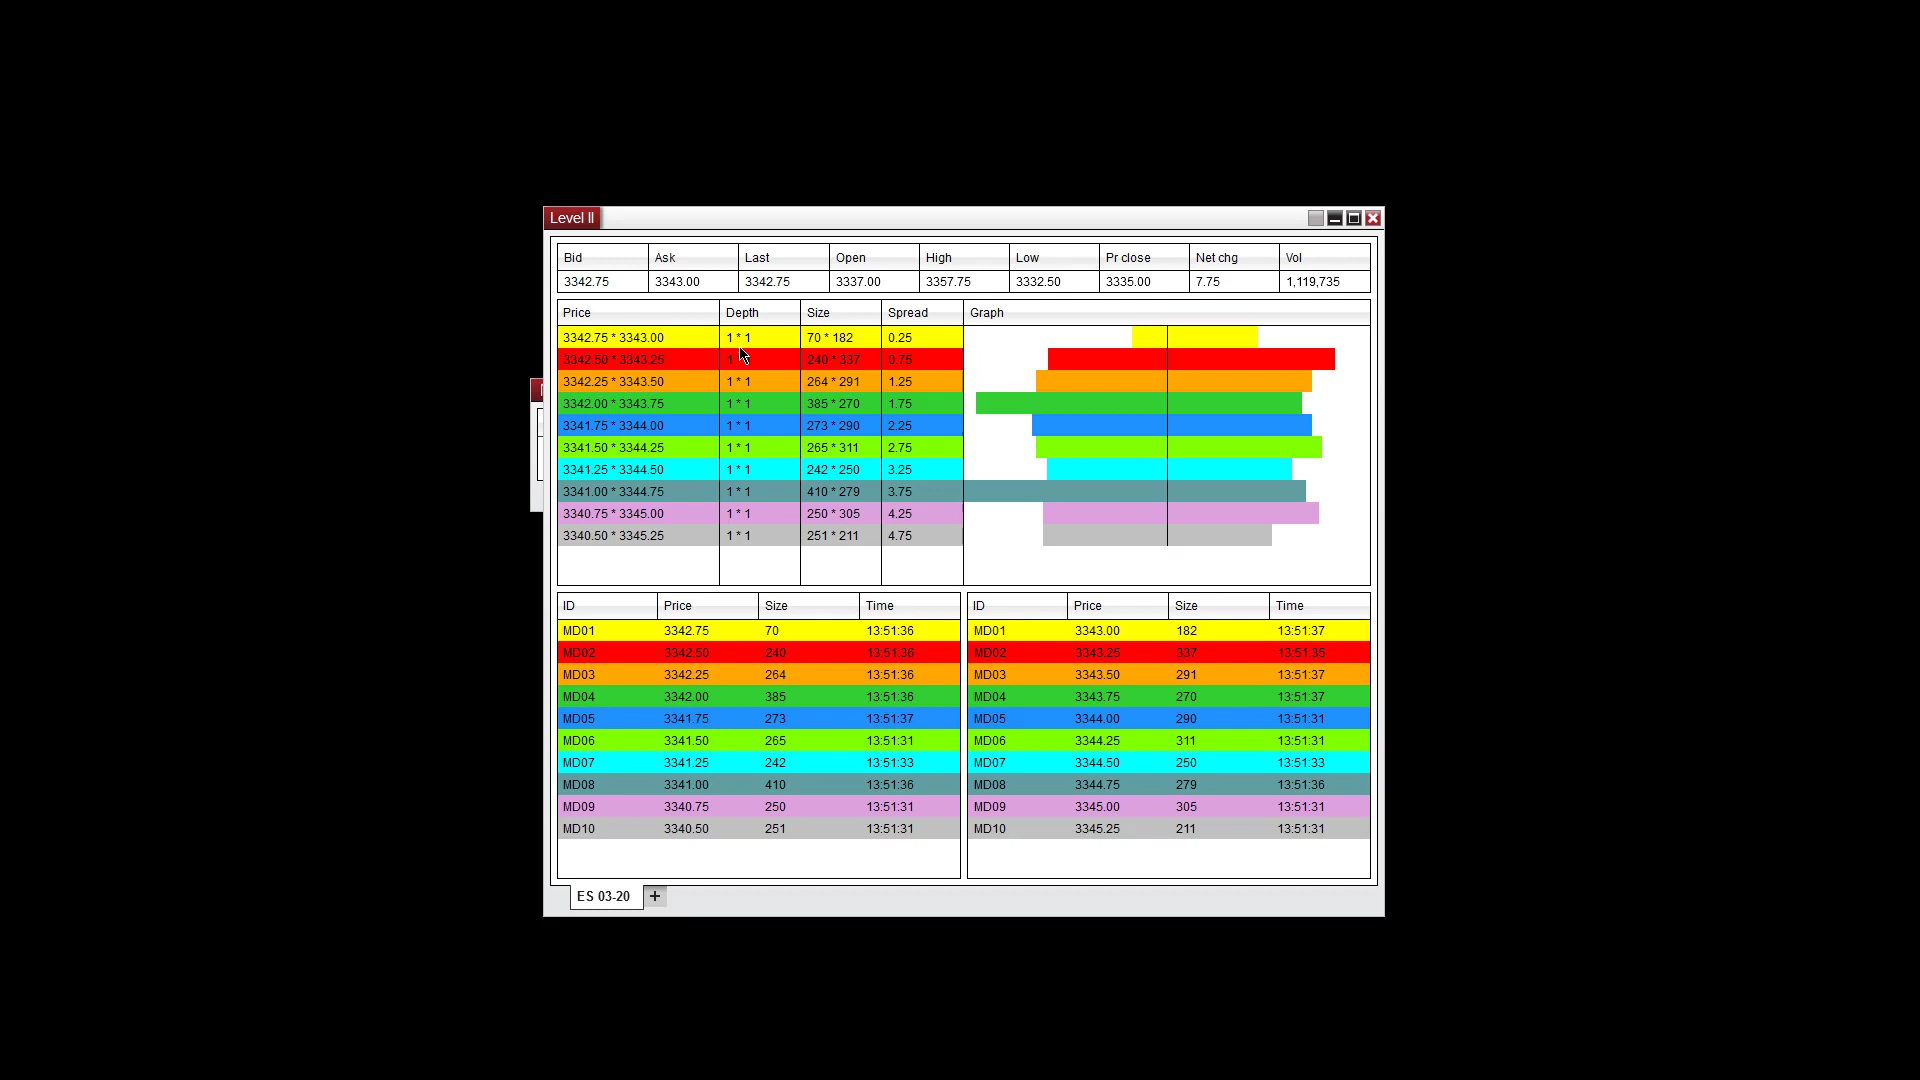 Level II
Bid Ask Last Open High Low Pr close Net chg Vol
3342.75 3343.00 3342.75 3337.00 3357.75 3332.50 3335.00 7.75 1,119,735
Price Depth Size Spread Graph
3342.75 * 3343.00 1 * 1 70 * 182 0.25
3342.50 * 3343.25 1 240 * 337 0.75
3342.25 * 3343.50 1 * 1 264 * 291 1.25
3342.00 * 3343.75 1 * 1 385 * 270 1.75
3341.75 * 3344.00 1 * 1 273 * 290 2.25
3341.50 * 3344.25 1 * 1 265 * 311 2.75
3341.25 * 3344.50 1 * 1 242 * 250 3.25
3341.00 * 3344.75 1 * 1 410 * 279 3.75
3340.75 * 3345.00 1 * 1 250 * 305 4.25
3340.50 * 3345.25 1 * 1 251 * 211 4.75
ID Price Size Time ID Price Size Time
MD01 3342.75 70 13:51:36 MD01 3343.00 182 13:51:37
MD02 3342.50 240 13:51:36 MD02 3343.25 337 13:51:35
MD03 3342.25 264 13:51:36 MD03 3343.50 291 13:51:37
MD04 3342.00 385 13:51:36 MD04 3343.75 270 13:51:37
MD05 3341.75 273 13:51:37 MD05 3344.00 290 13:51:31
MD06 3341.50 265 13:51:31 MD06 3344.25 311 13:51:31
MD07 3341.25 242 13:51:33 MD07 3344.50 250 13:51:33
MD08 3341.00 410 13:51:36 MD08 3344.75 279 13:51:36
MD09 3340.75 250 13:51:31 MD09 3345.00 305 13:51:31
MD10 3340.50 251 13:51:31 MD10 3345.25 211 13:51:31
ES 03-20 +